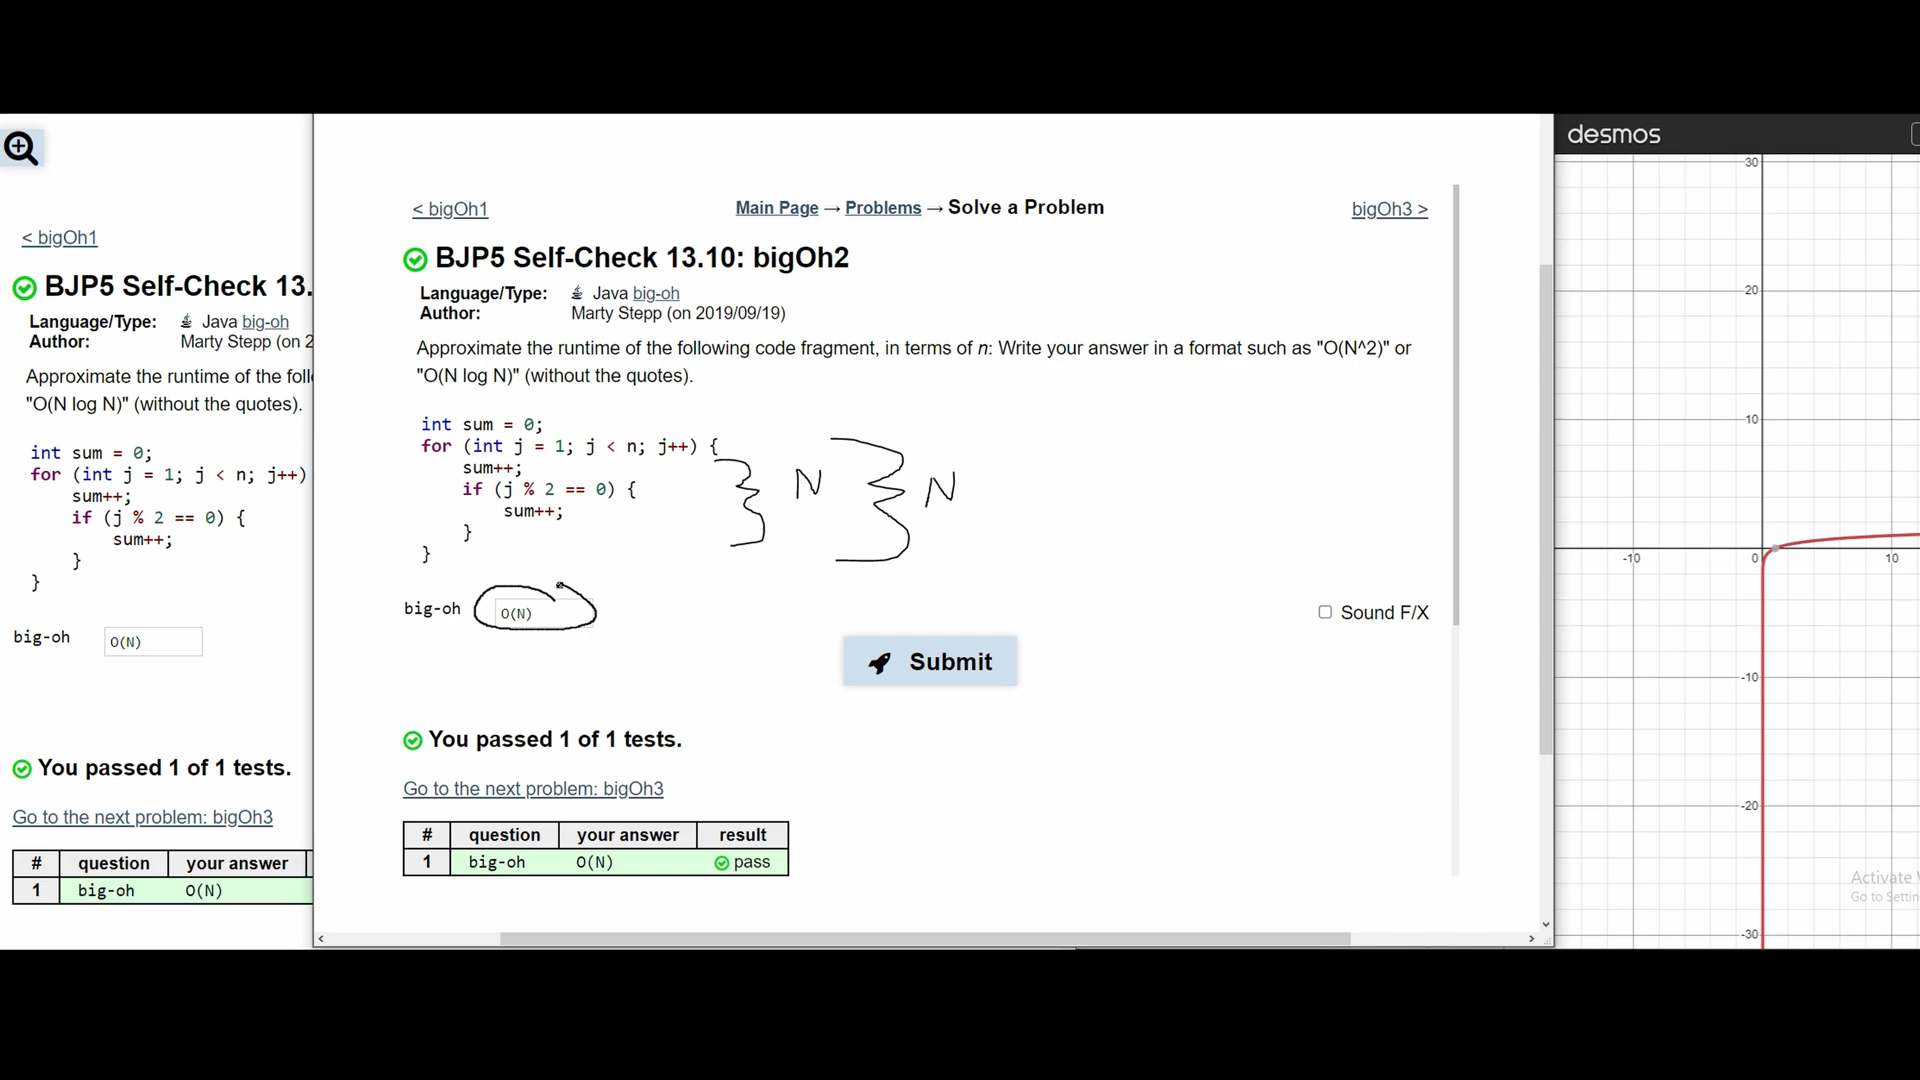 < bigOh1
BJP5 Self-Check 13.
Language/Type: Java big-oh
Author: Marty Stepp (on 2
Approximate the runtime of the foll
"O(N log N)" (without the quotes).
int sum = 0;
for (int j = 1; j < n; j++)
sum++;
if (j % 2 == 0) {
sum++;
}
}
big-oh O(N)
You passed 1 of 1 tests.
Go to the next problem: bigOh3
# question your answer
1 big-oh O(N)
< bigOh1 Main Page → Problems → Solve a Problem bigOh3 >
BJP5 Self-Check 13.10: bigOh2
Language/Type: Java big-oh
Author: Marty Stepp (on 2019/09/19)
Approximate the runtime of the following code fragment, in terms of n: Write your answer in a format such as "O(N^2)" or
"O(N log N)" (without the quotes).
int sum = 0;
for (int j = 1; j < n; j++) {
sum++;
if (j % 2 == 0) {
sum++;
}
}
N N
big-oh O(N) Sound F/X
Submit
You passed 1 of 1 tests.
Go to the next problem: bigOh3
# question your answer result
1 big-oh O(N) pass
desmos
30
20
10
-10 0 10
-10
-20
-30
Activate
Go to Settin